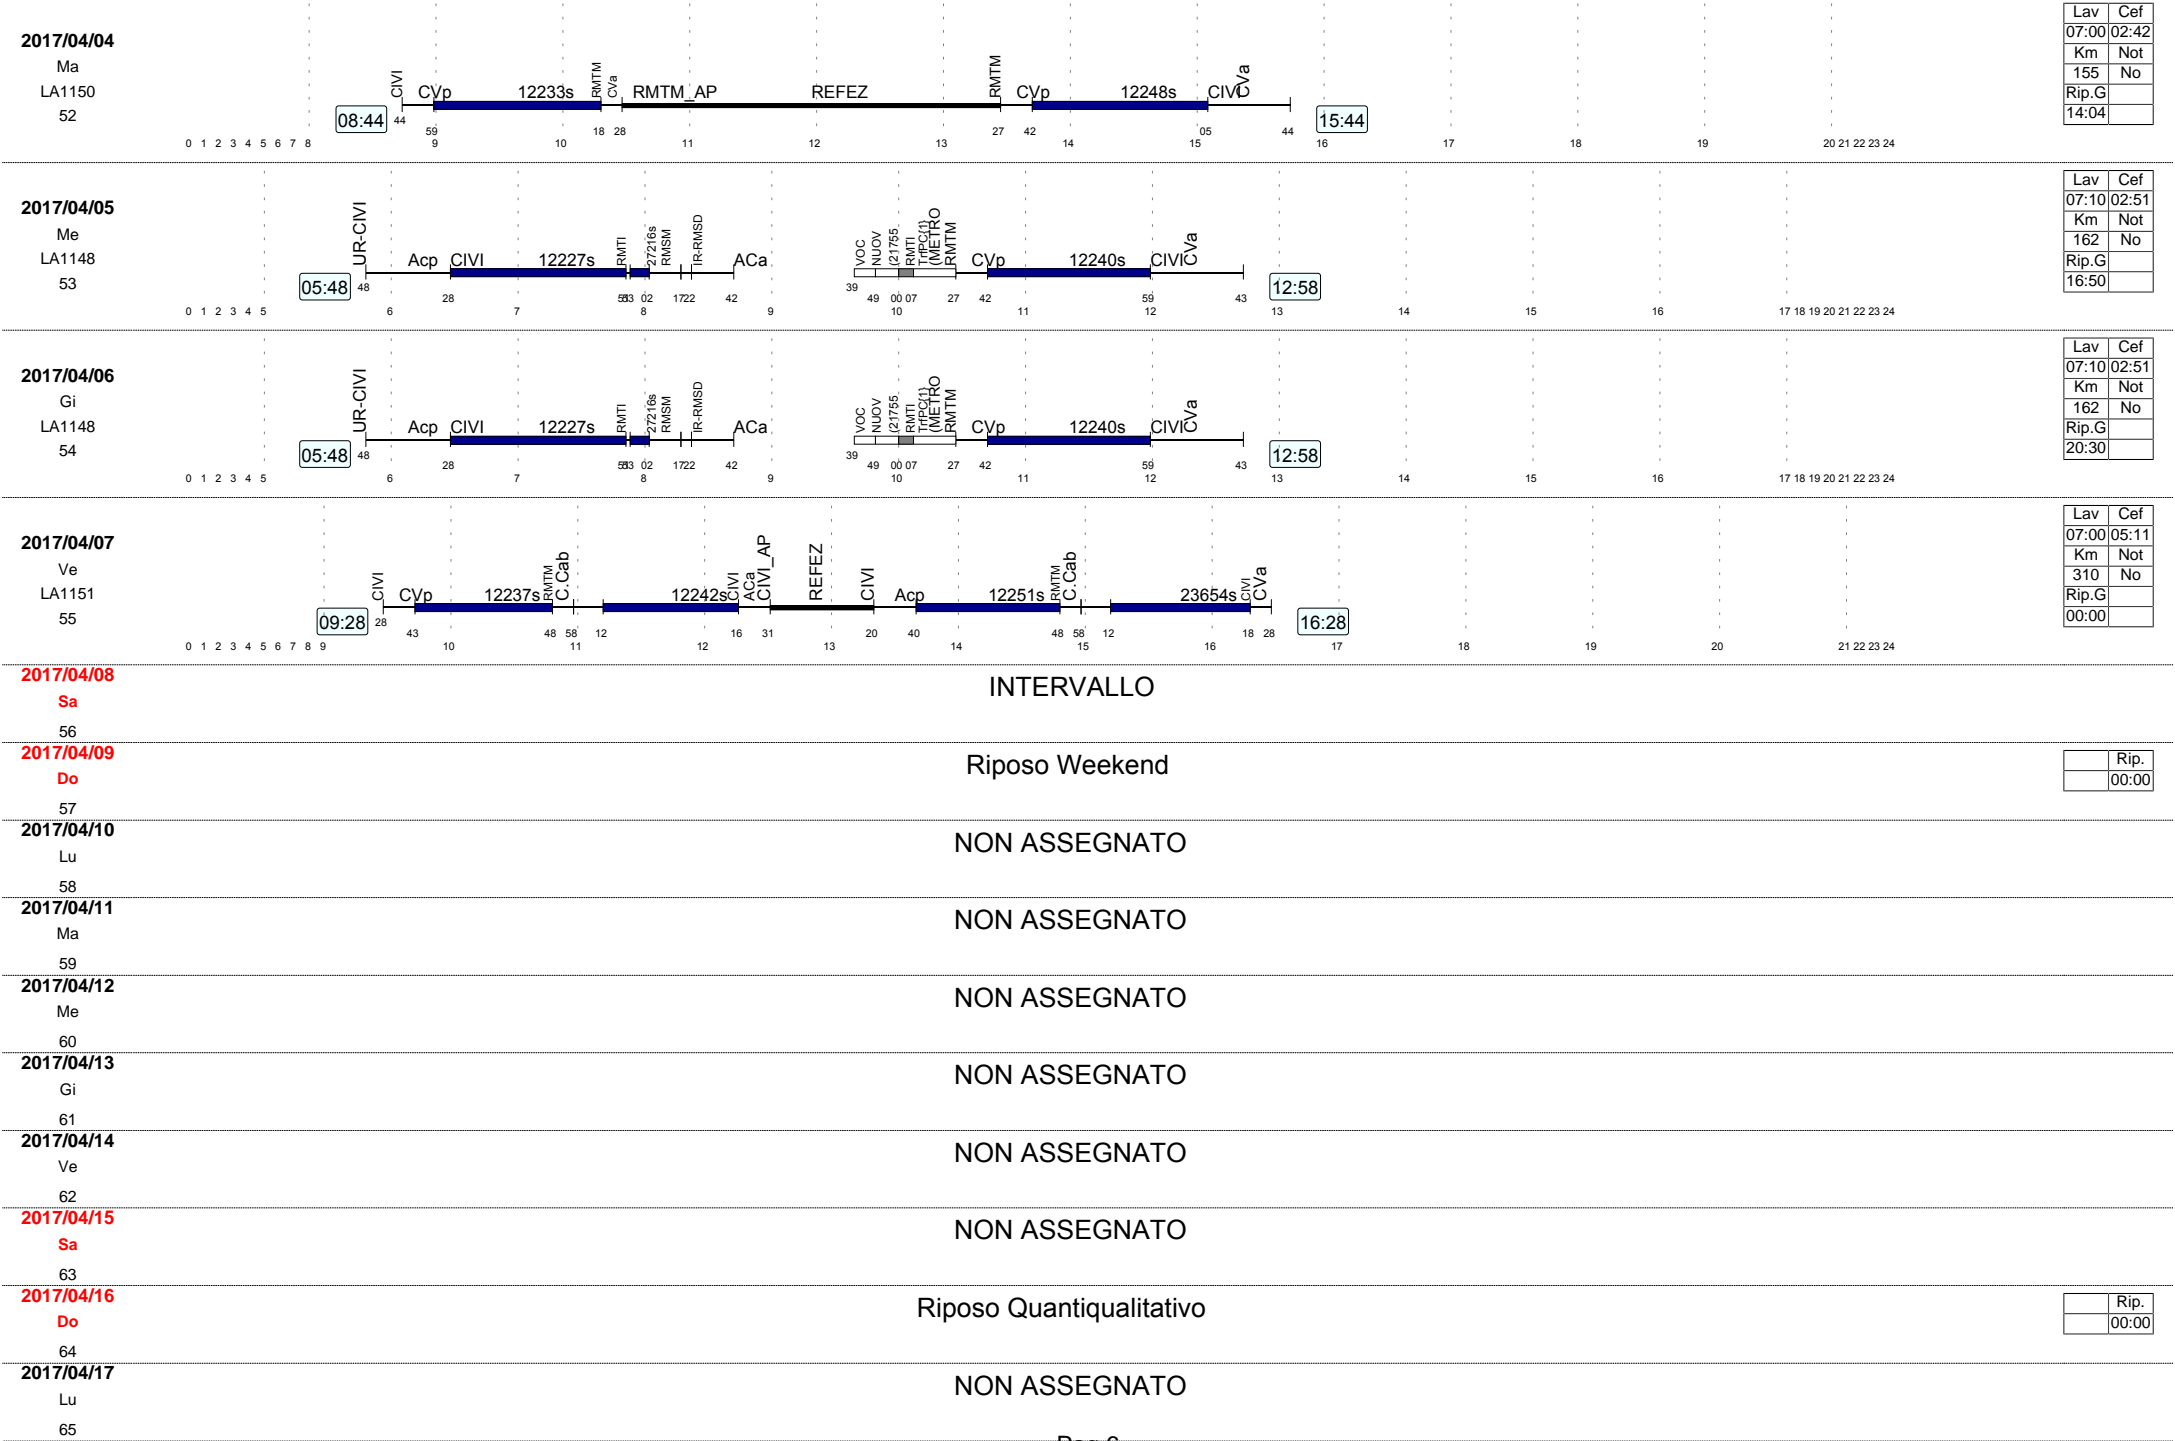 2017/04/04
Ma
LA1150
52
08:44
CIVI CVp 12233s RMTM CVa RMTM_AP REFEZ RMTM CVp 12248s CIVI CVa
44 59 18 28 27 42 05 44
15:44
0 1 2 3 4 5 6 7 8 9 10 11 12 13 14 15 16 17 18 19 20 21 22 23 24
Lav Cef
07:00 02:42
Km Not
155 No
Rip.G
14:04
2017/04/05
Me
LA1148
53
05:48
UR-CIVI Acp CIVI 12227s RMTI 27216s RMSM IR-RMSD ACa VOC NUOV (21755 RMTI TrfPC(1) (METRO RMTM CVp 12240s CIVI CVa
48 28 53 02 17 22 42 39 49 00 07 27 42 59 43
12:58
0 1 2 3 4 5 6 7 8 9 10 11 12 13 14 15 16 17 18 19 20 21 22 23 24
Lav Cef
07:10 02:51
Km Not
162 No
Rip.G
16:50
2017/04/06
Gi
LA1148
54
05:48
UR-CIVI Acp CIVI 12227s RMTI 27216s RMSM IR-RMSD ACa VOC NUOV (21755 RMTI TrfPC(1) (METRO RMTM CVp 12240s CIVI CVa
48 28 53 02 17 22 42 39 49 00 07 27 42 59 43
12:58
0 1 2 3 4 5 6 7 8 9 10 11 12 13 14 15 16 17 18 19 20 21 22 23 24
Lav Cef
07:10 02:51
Km Not
162 No
Rip.G
20:30
2017/04/07
Ve
LA1151
55
09:28
CIVI CVp 12237s RMTM C.Cab 12242s CIVI ACa CIVI_AP REFEZ CIVI Acp 12251s RMTM C.Cab 23654s CIVI CVa
28 43 48 58 12 16 31 20 40 48 58 12 18 28
16:28
0 1 2 3 4 5 6 7 8 9 10 11 12 13 14 15 16 17 18 19 20 21 22 23 24
Lav Cef
07:00 05:11
Km Not
310 No
Rip.G
00:00
2017/04/08
Sa
56
INTERVALLO
2017/04/09
Do
57
Riposo Weekend
Rip.
00:00
2017/04/10
Lu
58
NON ASSEGNATO
2017/04/11
Ma
59
NON ASSEGNATO
2017/04/12
Me
60
NON ASSEGNATO
2017/04/13
Gi
61
NON ASSEGNATO
2017/04/14
Ve
62
NON ASSEGNATO
2017/04/15
Sa
63
NON ASSEGNATO
2017/04/16
Do
64
Riposo Quantiqualitativo
Rip.
00:00
2017/04/17
Lu
65
NON ASSEGNATO